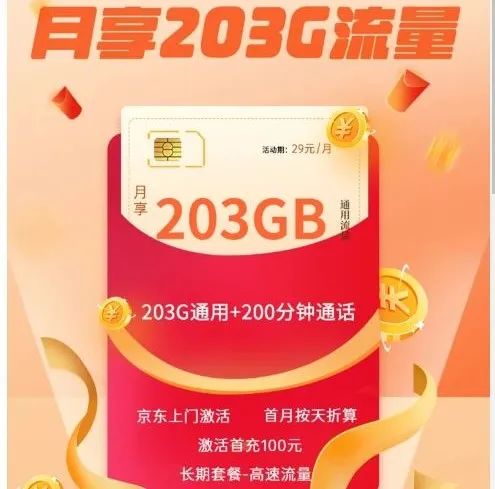 月享203G流量
活动期：29元/月
月享
203GB
通用流量
203G通用+200分钟通话
京东上门激活 首月按天折算
激活首充100元
长期套餐-高速流量